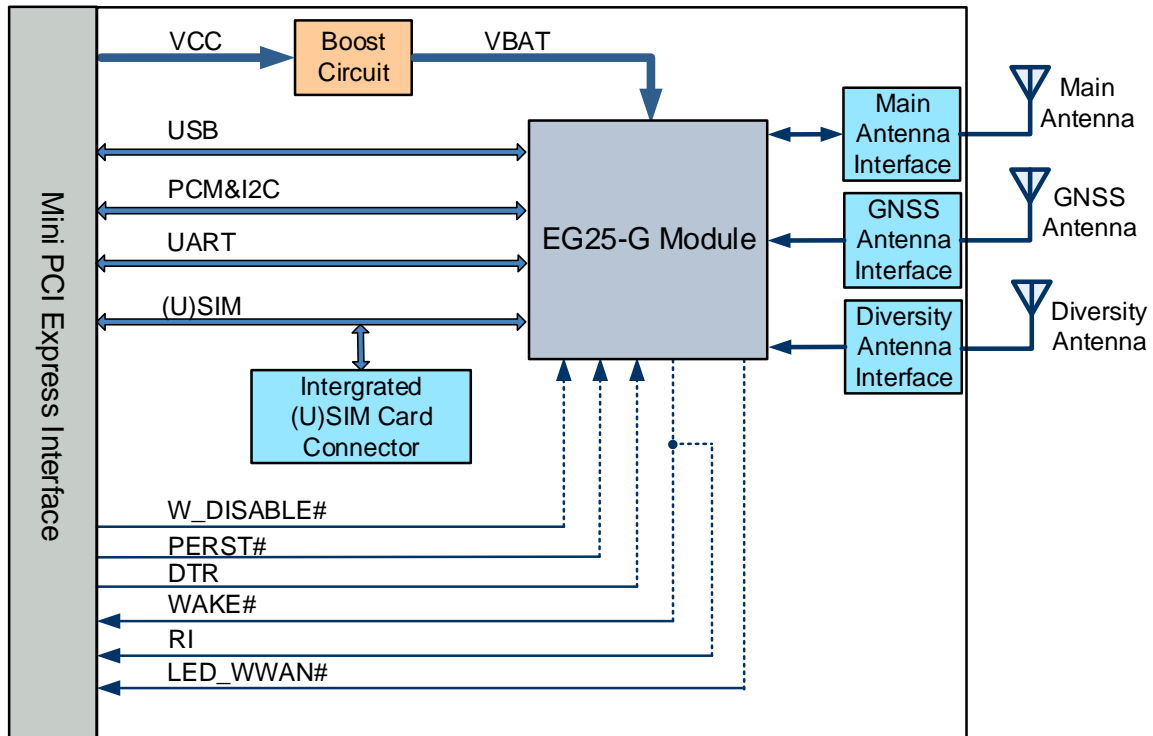 VCC
Boost
Circuit
VBAT
Main
Antenna
Interface
Main
Antenna
USB
PCM&I2C
UART
(U)SIM
Mini PCI Express Interface
EG25-G Module
GNSS
Antenna
Interface
GNSS
Antenna
Diversity
Antenna
Interface
Diversity
Antenna
Intergrated
(U)SIM Card
Connector
W_DISABLE#
PERST#
DTR
WAKE#
RI
LED_WWAN#